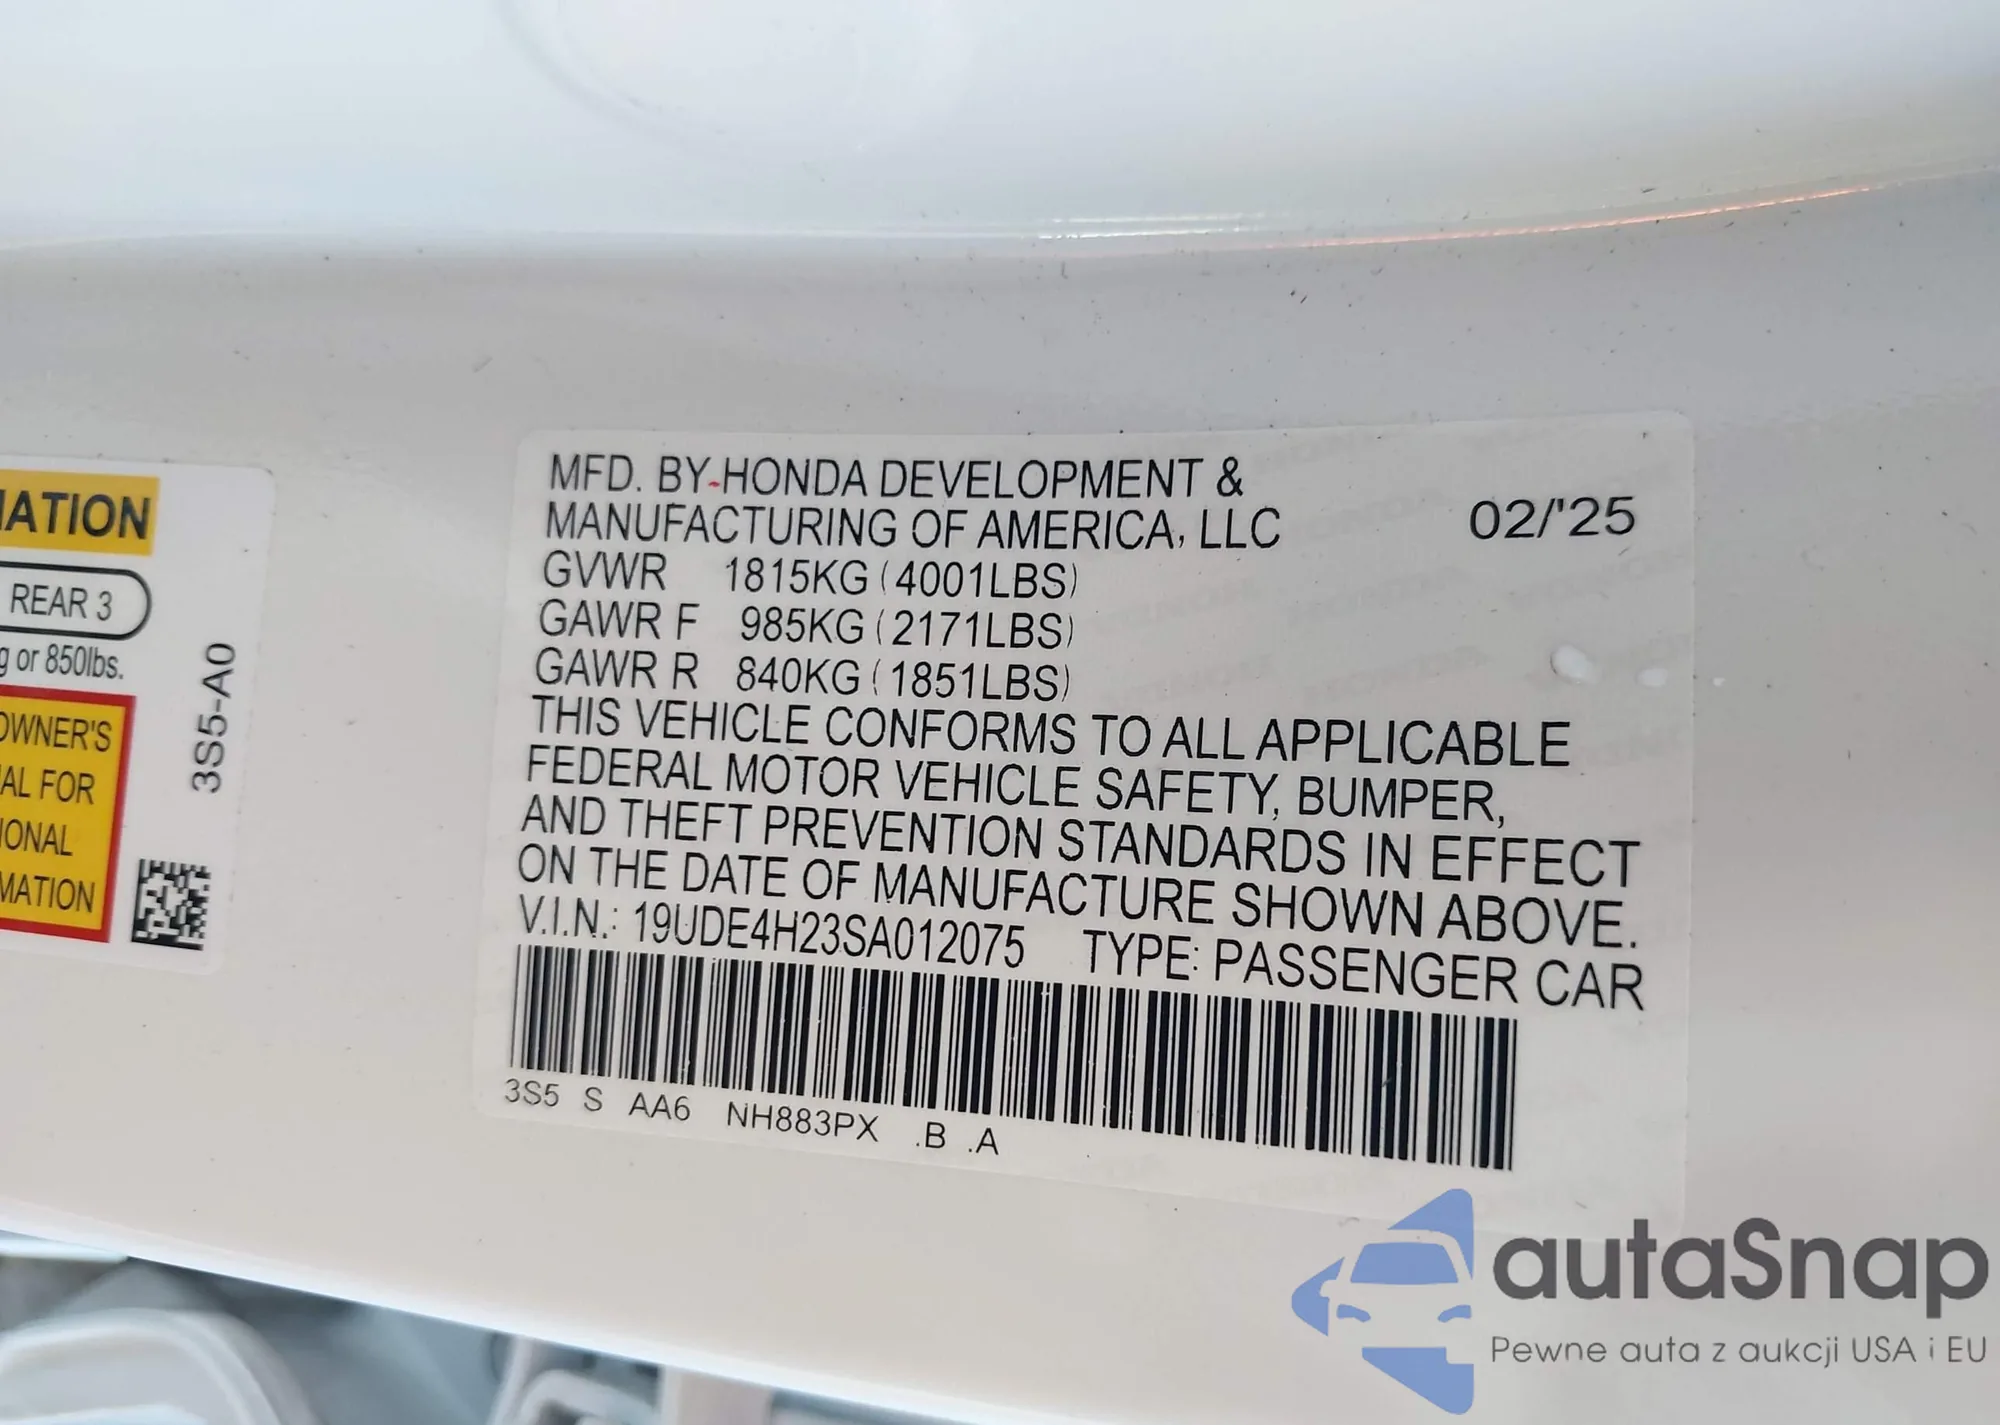 MFD. BY-HONDA DEVELOPMENT &
MANUFACTURING OF AMERICA, LLC
02/'25
GVWR 1815KG (4001LBS)
GAWR F 985KG (2171LBS)
GAWR R 840KG (1851LBS)
THIS VEHICLE CONFORMS TO ALL APPLICABLE
FEDERAL MOTOR VEHICLE SAFETY, BUMPER,
AND THEFT PREVENTION STANDARDS IN EFFECT
ON THE DATE OF MANUFACTURE SHOWN ABOVE.
V.I.N.: 19UDE4H23SA012075 TYPE: PASSENGER CAR
3S5 S AA6 NH883PX .B .A
MATION
REAR 3
g or 850lbs.
OWNER'S
AL FOR
IONAL
MATION
3S5-A0
autaSnap
Pewne auta z aukcji USA i EU